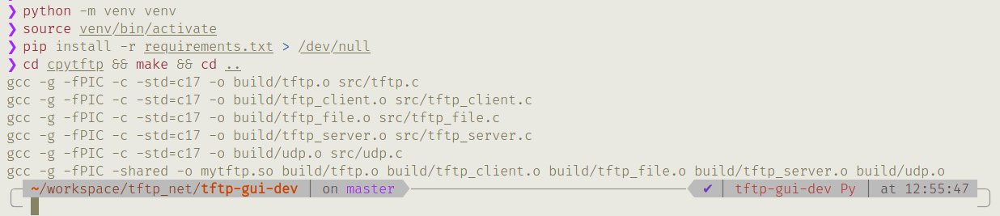 ❯ python -m venv venv
❯ source venv/bin/activate
❯ pip install -r requirements.txt > /dev/null
❯ cd cpytftp && make && cd ..
gcc -g -fPIC -c -std=c17 -o build/tftp.o src/tftp.c
gcc -g -fPIC -c -std=c17 -o build/tftp_client.o src/tftp_client.c
gcc -g -fPIC -c -std=c17 -o build/tftp_file.o src/tftp_file.c
gcc -g -fPIC -c -std=c17 -o build/tftp_server.o src/tftp_server.c
gcc -g -fPIC -c -std=c17 -o build/udp.o src/udp.c
gcc -g -fPIC -shared -o mytftp.so build/tftp.o build/tftp_client.o build/tftp_file.o build/tftp_server.o build/udp.o
~/workspace/tftp_net/tftp-gui-dev | on master ✔ | tftp-gui-dev Py | at 12:55:47